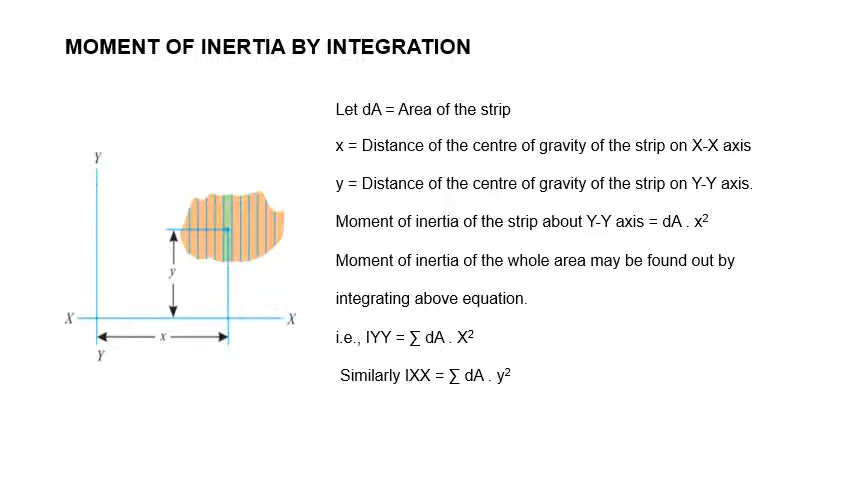 MOMENT OF INERTIA BY INTEGRATION
Let dA = Area of the strip
x = Distance of the centre of gravity of the strip on X-X axis
y = Distance of the centre of gravity of the strip on Y-Y axis.
Moment of inertia of the strip about Y-Y axis = dA . x²
Moment of inertia of the whole area may be found out by
integrating above equation.
i.e., IYY = ∑ dA . X²
Similarly IXX = ∑ dA . y²
Y
y
X
X
x
Y